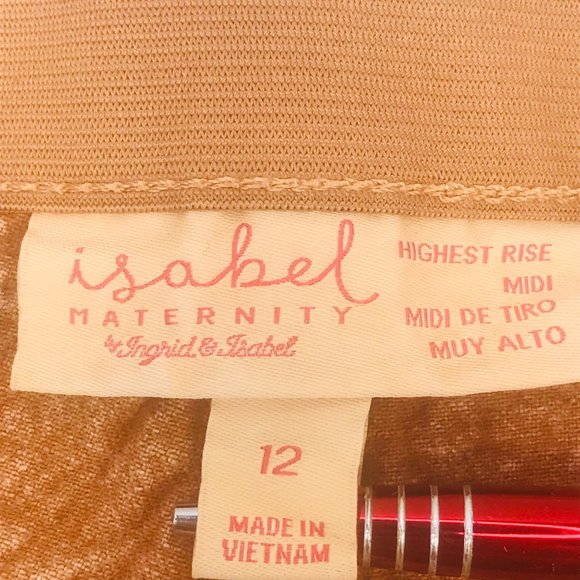 isabel
MATERNITY
by Ingrid & Isabel
HIGHEST RISE
MIDI
MIDI DE TIRO
MUY ALTO
12
MADE IN
VIETNAM